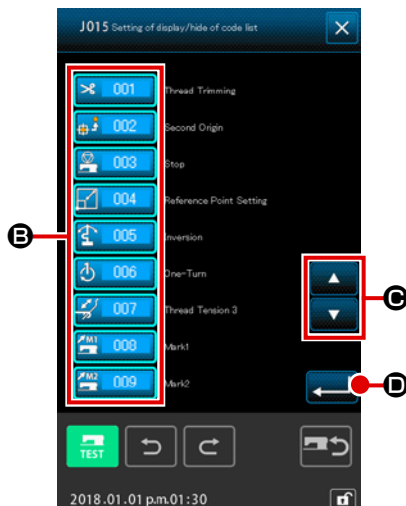 J015 Setting of display/hide of code list
001 Thread Trimming
002 Second Origin
003 Stop
004 Reference Point Setting
B
005 Inversion
006 One-Turn
C
007 Thread Tension 3
M1 008 Mark1
M2 009 Mark2
D
TEST
2018.01.01 p.m.01:30